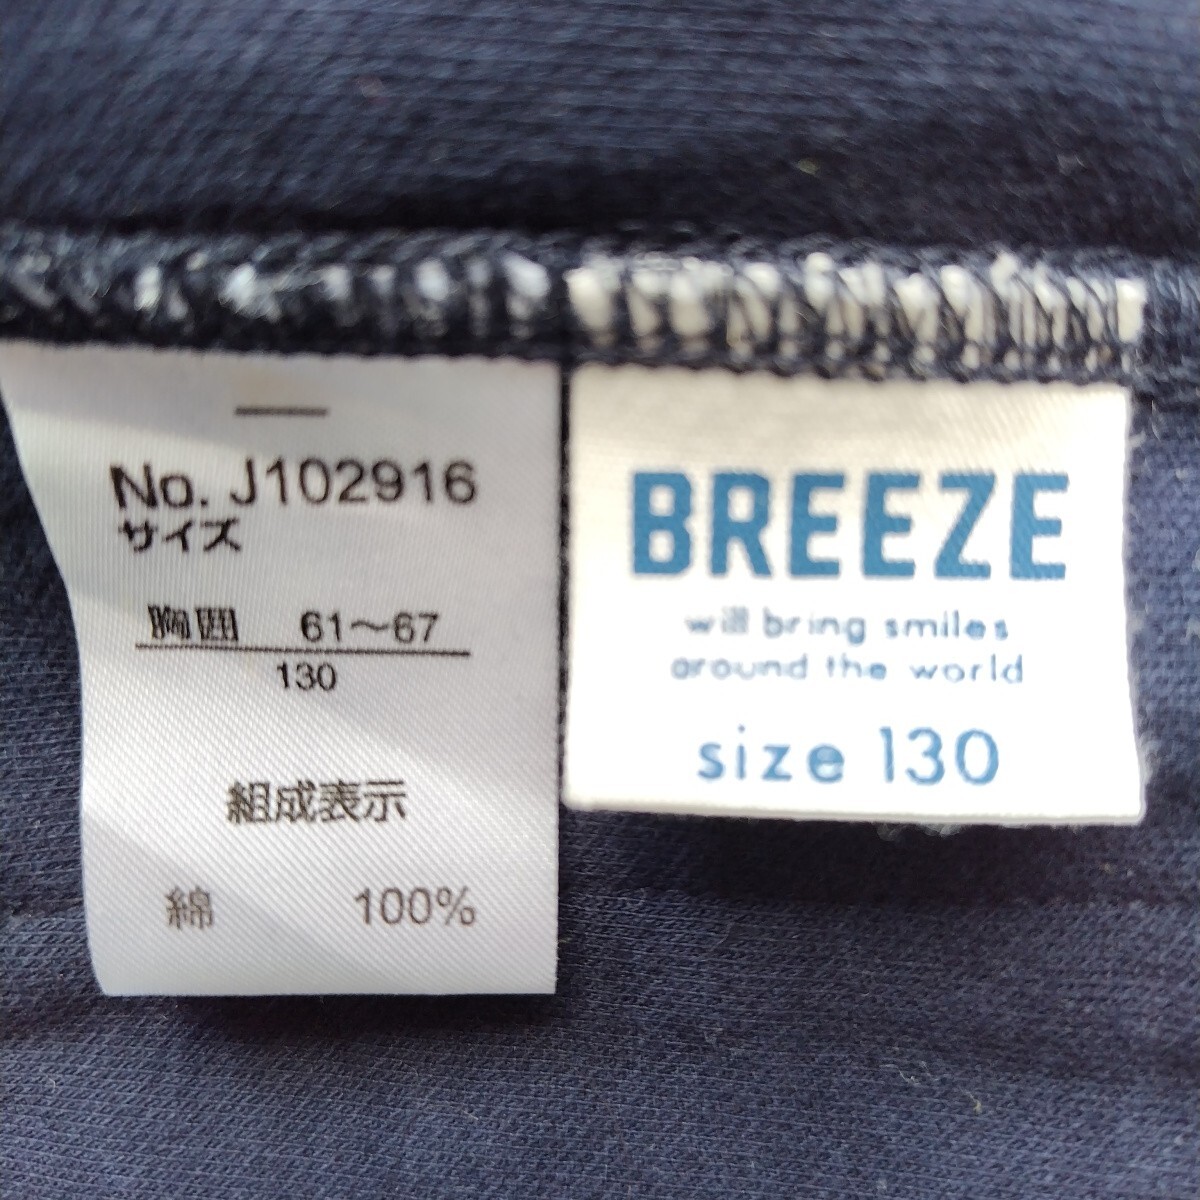 No. J102916
サイズ
胸囲 61〜67
130
組成表示
綿 100%
BREEZE
will bring smiles
around the world
size 130